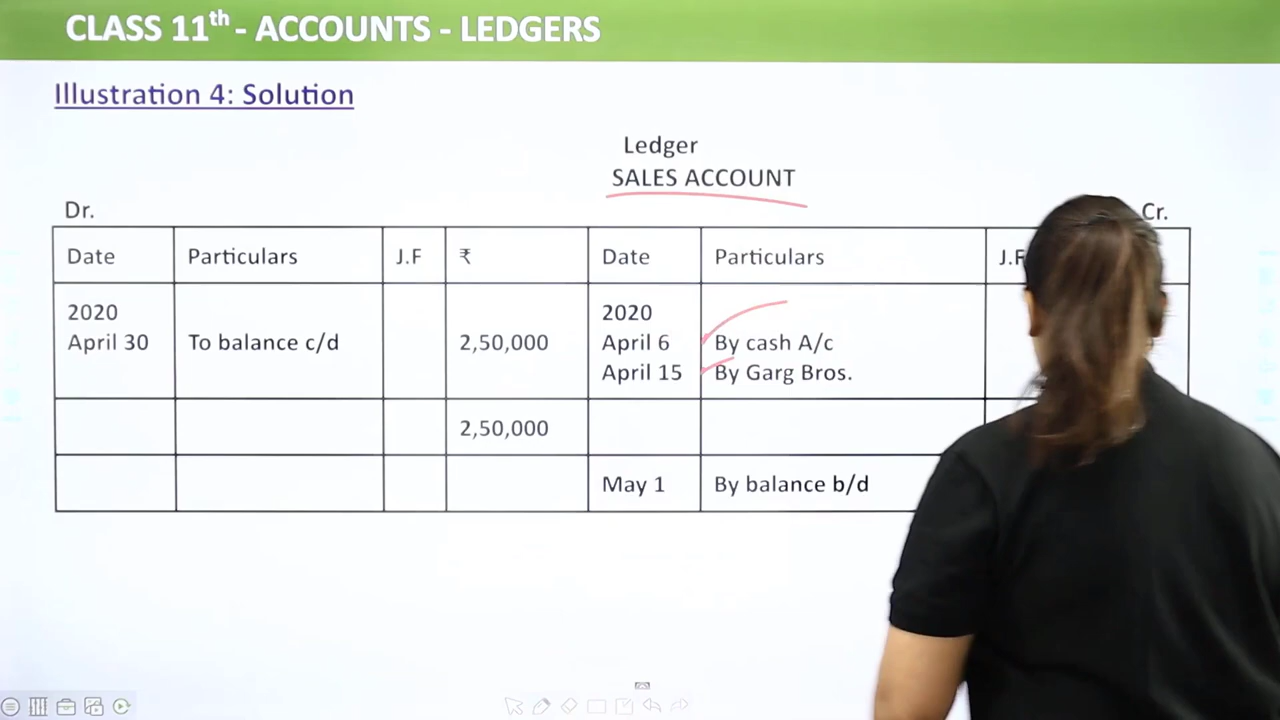 CLASS 11th - ACCOUNTS - LEDGERS
Illustration 4: Solution
Ledger
SALES ACCOUNT
Dr. Cr.
Date Particulars J.F ₹ Date Particulars J.F
2020 2020
April 30 To balance c/d 2,50,000 April 6 By cash A/c
April 15 By Garg Bros.
2,50,000
May 1 By balance b/d